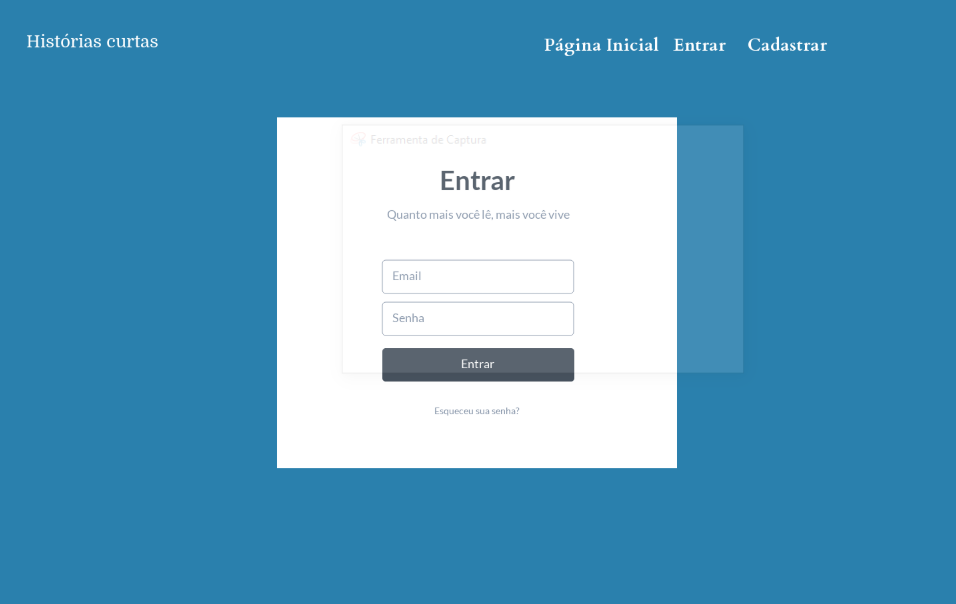 Histórias curtas
Página Inicial Entrar Cadastrar
Ferramenta de Captura
Entrar
Quanto mais você lê, mais você vive
Email
Senha
Entrar
Esqueceu sua senha?